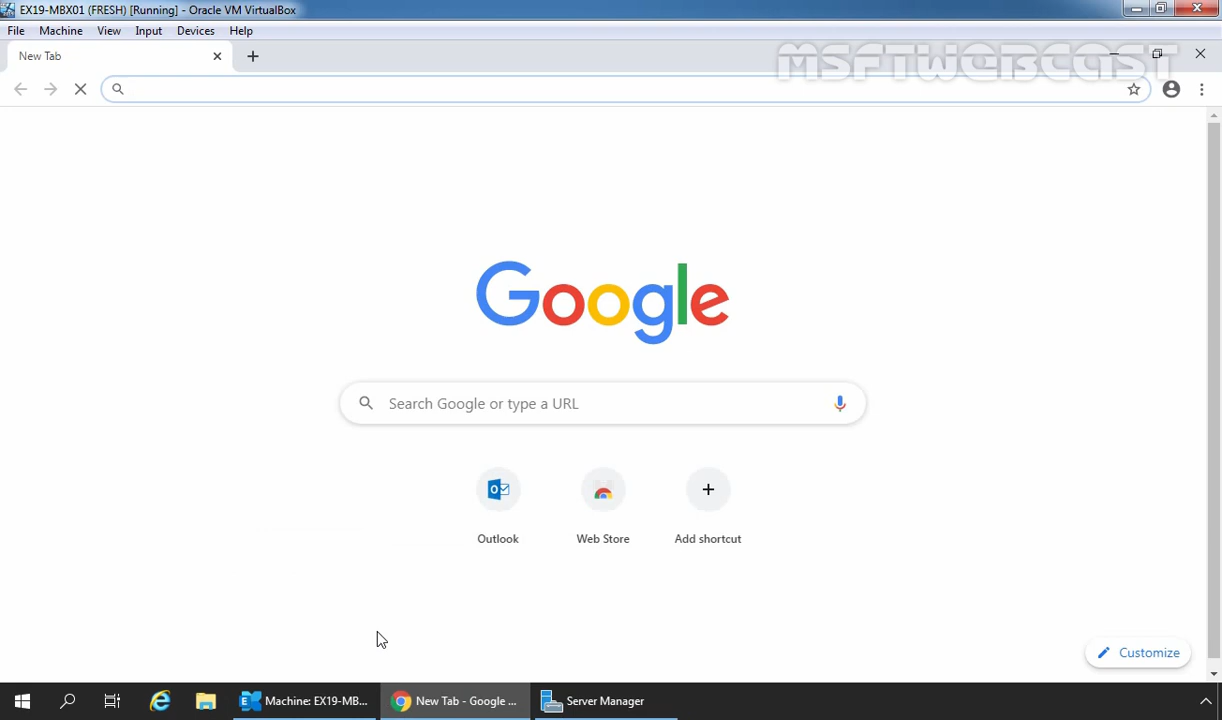 EX19-MBX01 (FRESH) [Running] - Oracle VM VirtualBox
File Machine View Input Devices Help
New Tab
MSFTWEBCAST
Google
Search Google or type a URL
Outlook Web Store Add shortcut
Customize
Machine: EX19-MB... New Tab - Google ... Server Manager